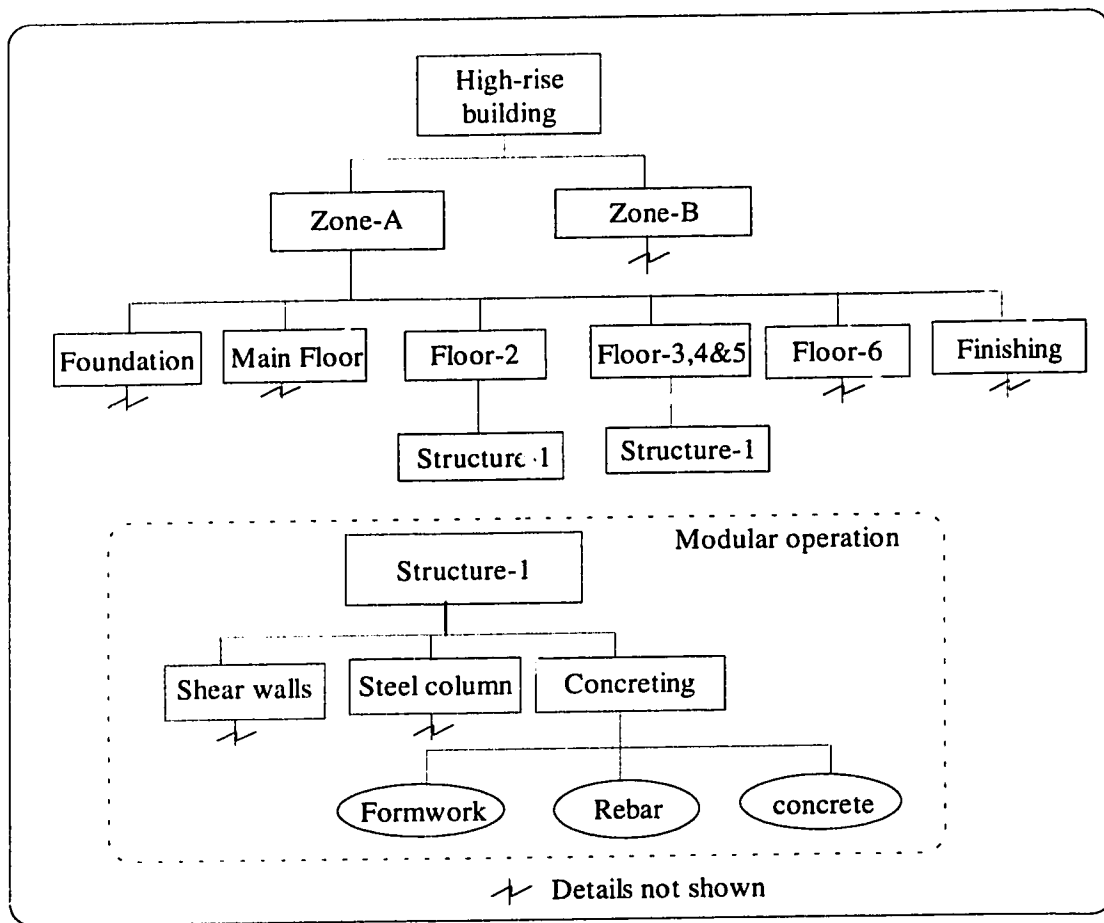 High-rise
building
Zone-A
Zone-B
Foundation
Main Floor
Floor-2
Floor-3,4&5
Floor-6
Finishing
Structure-1
Structure-1
Modular operation
Structure-1
Shear walls
Steel column
Concreting
Formwork
Rebar
concrete
Details not shown